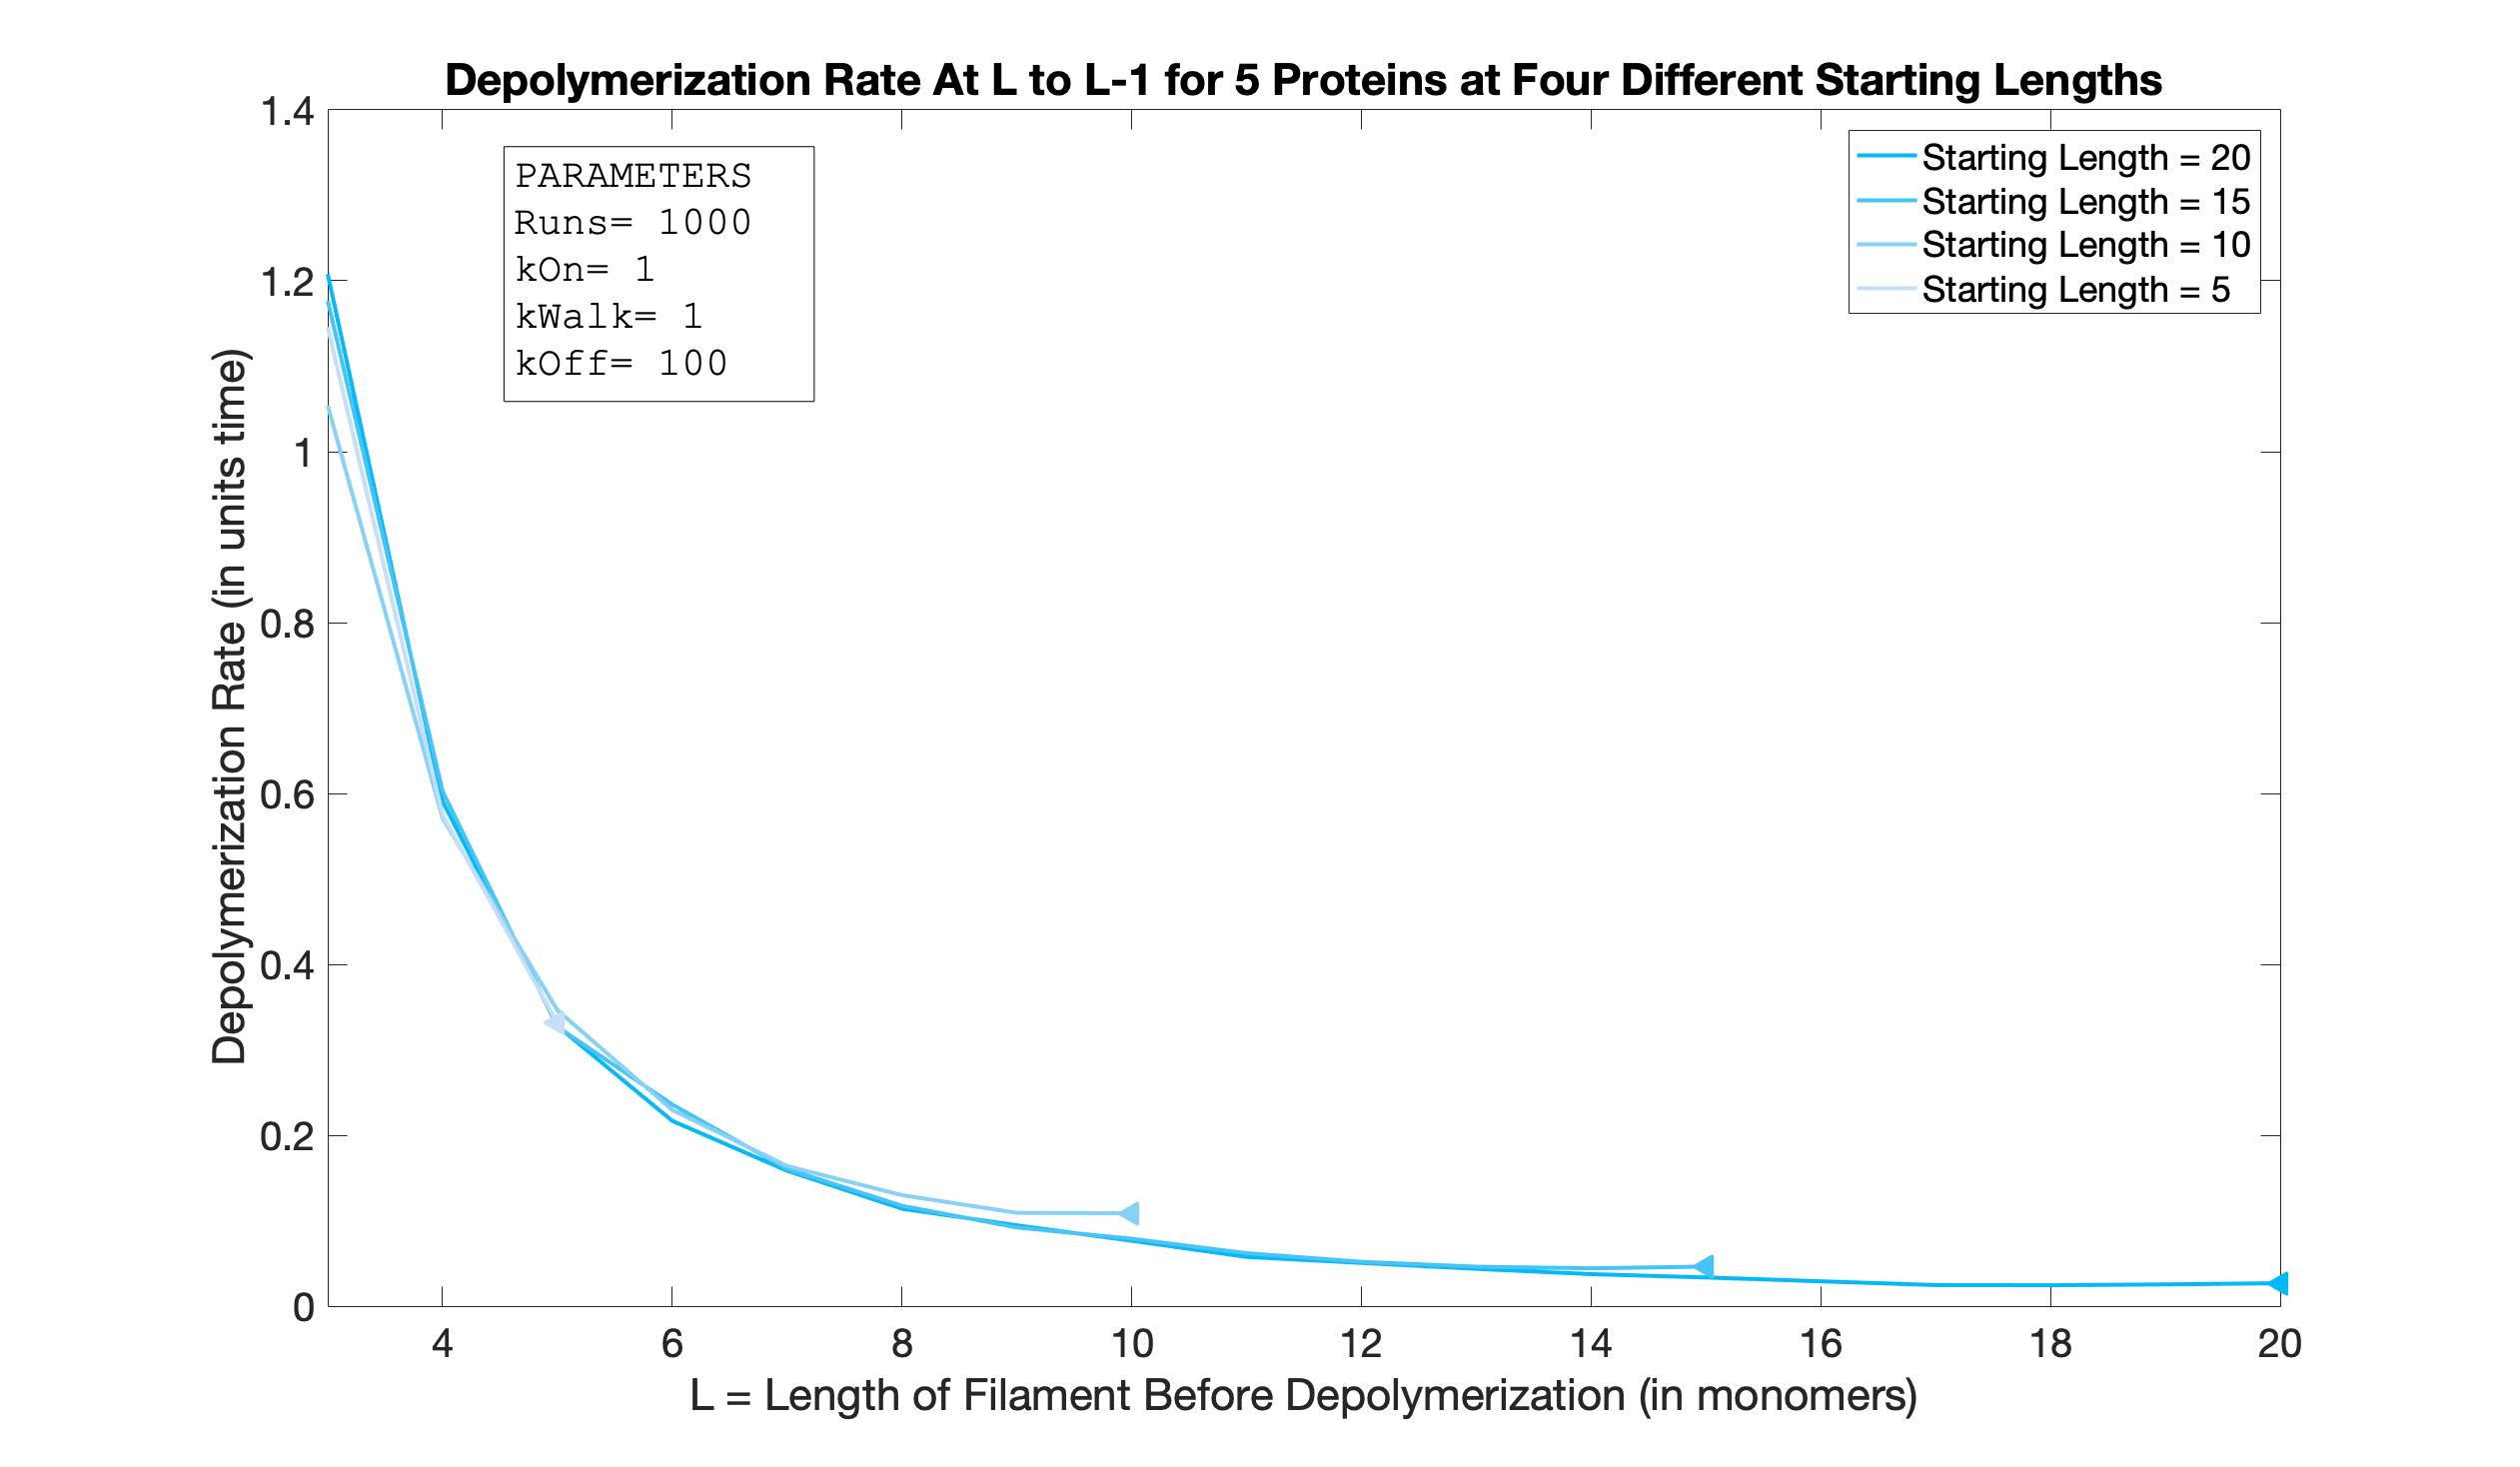 Depolymerization Rate At L to L-1 for 5 Proteins at Four Different Starting Lengths
1.4
1.2
1
0.8
0.6
0.4
0.2
0
Depolymerization Rate (in units time)
PARAMETERS
Runs= 1000
kOn= 1
kWalk= 1
kOff= 100
Starting Length = 20
Starting Length = 15
Starting Length = 10
Starting Length = 5
4 6 8 10 12 14 16 18 20
L = Length of Filament Before Depolymerization (in monomers)